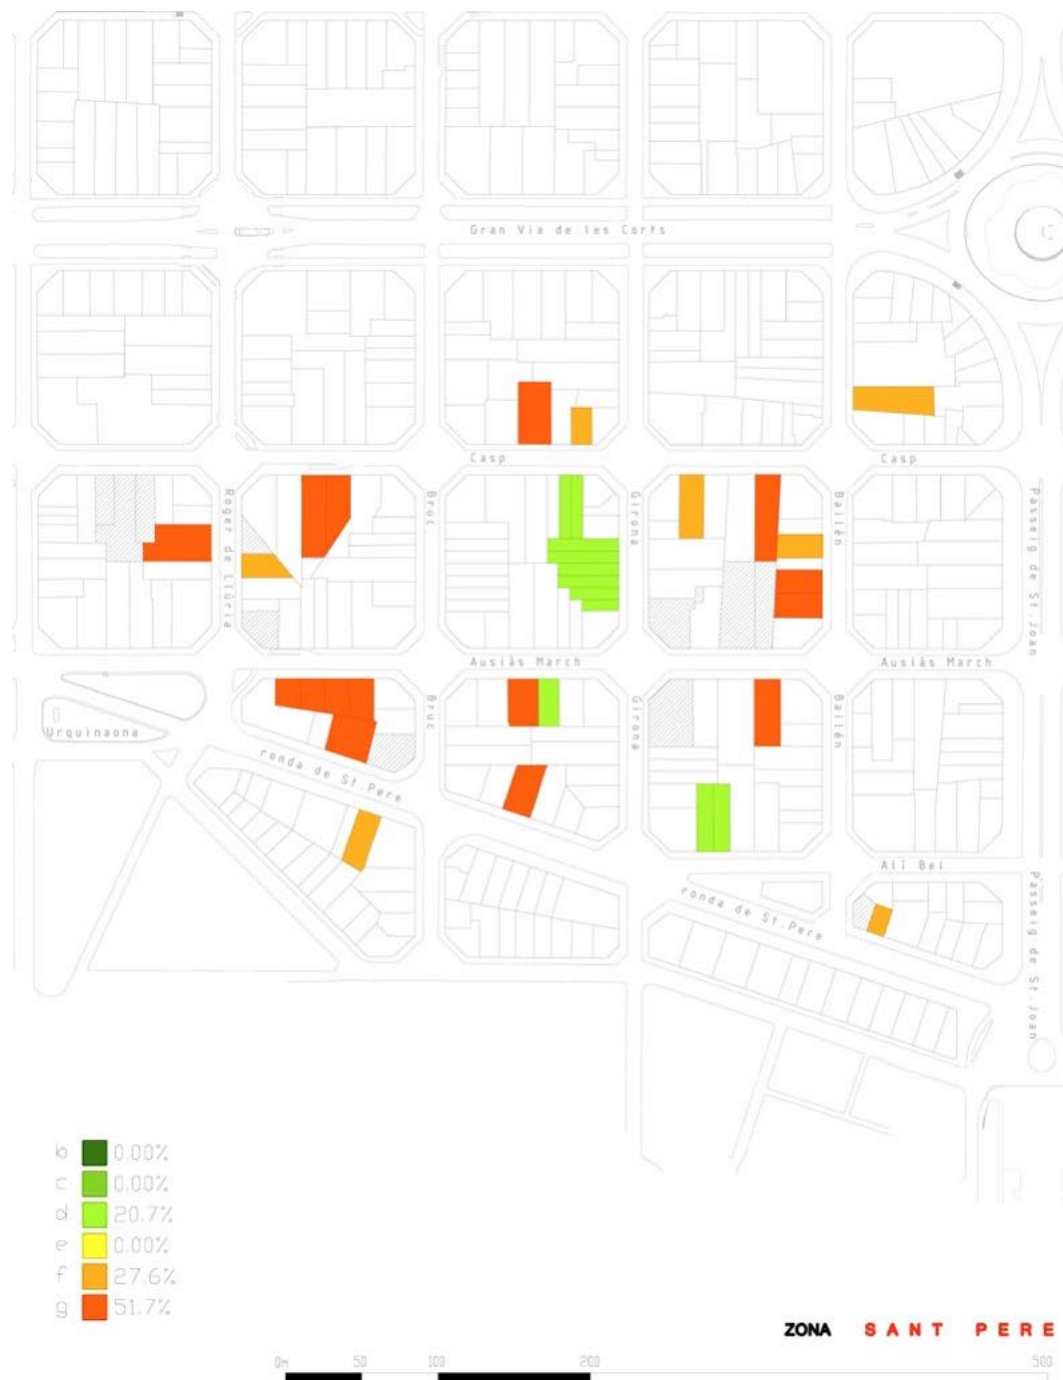 Gran Via de les Corts
Casp
Casp
Roger de Llúria
Bruc
Girona
Bailén
Passeig de St. Joan
Ausiàs March
Ausiàs March
Urquinaona
ronda de St. Pere
Bruc
Girona
Bailén
Alí Bei
ronda de St. Pere
Passeig de St. Joan
b 0.00%
c 0.00%
d 20.7%
e 0.00%
f 27.6%
g 51.7%
ZONA SANT PERE
0m 50 100 200 500